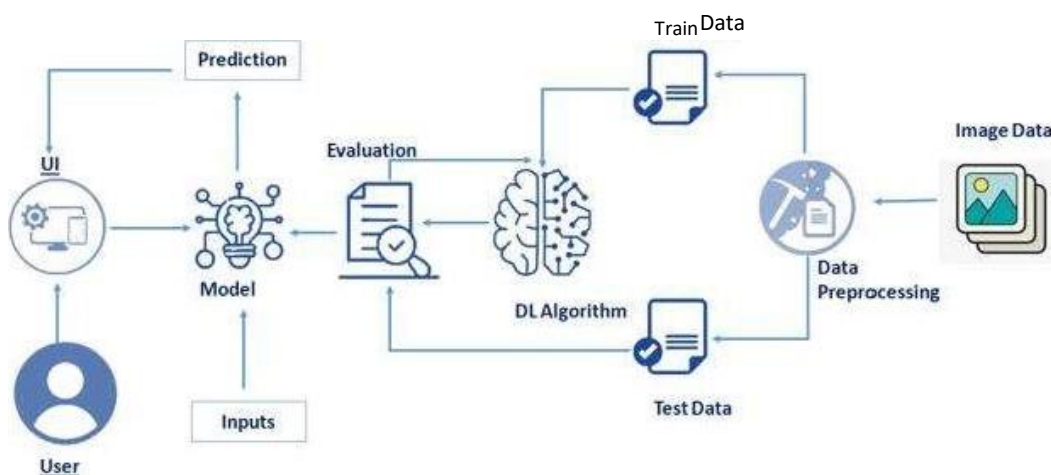 Train Data
Prediction
Image Data
Evaluation
UI
Data
Preprocessing
Model
DL Algorithm
Test Data
Inputs
User